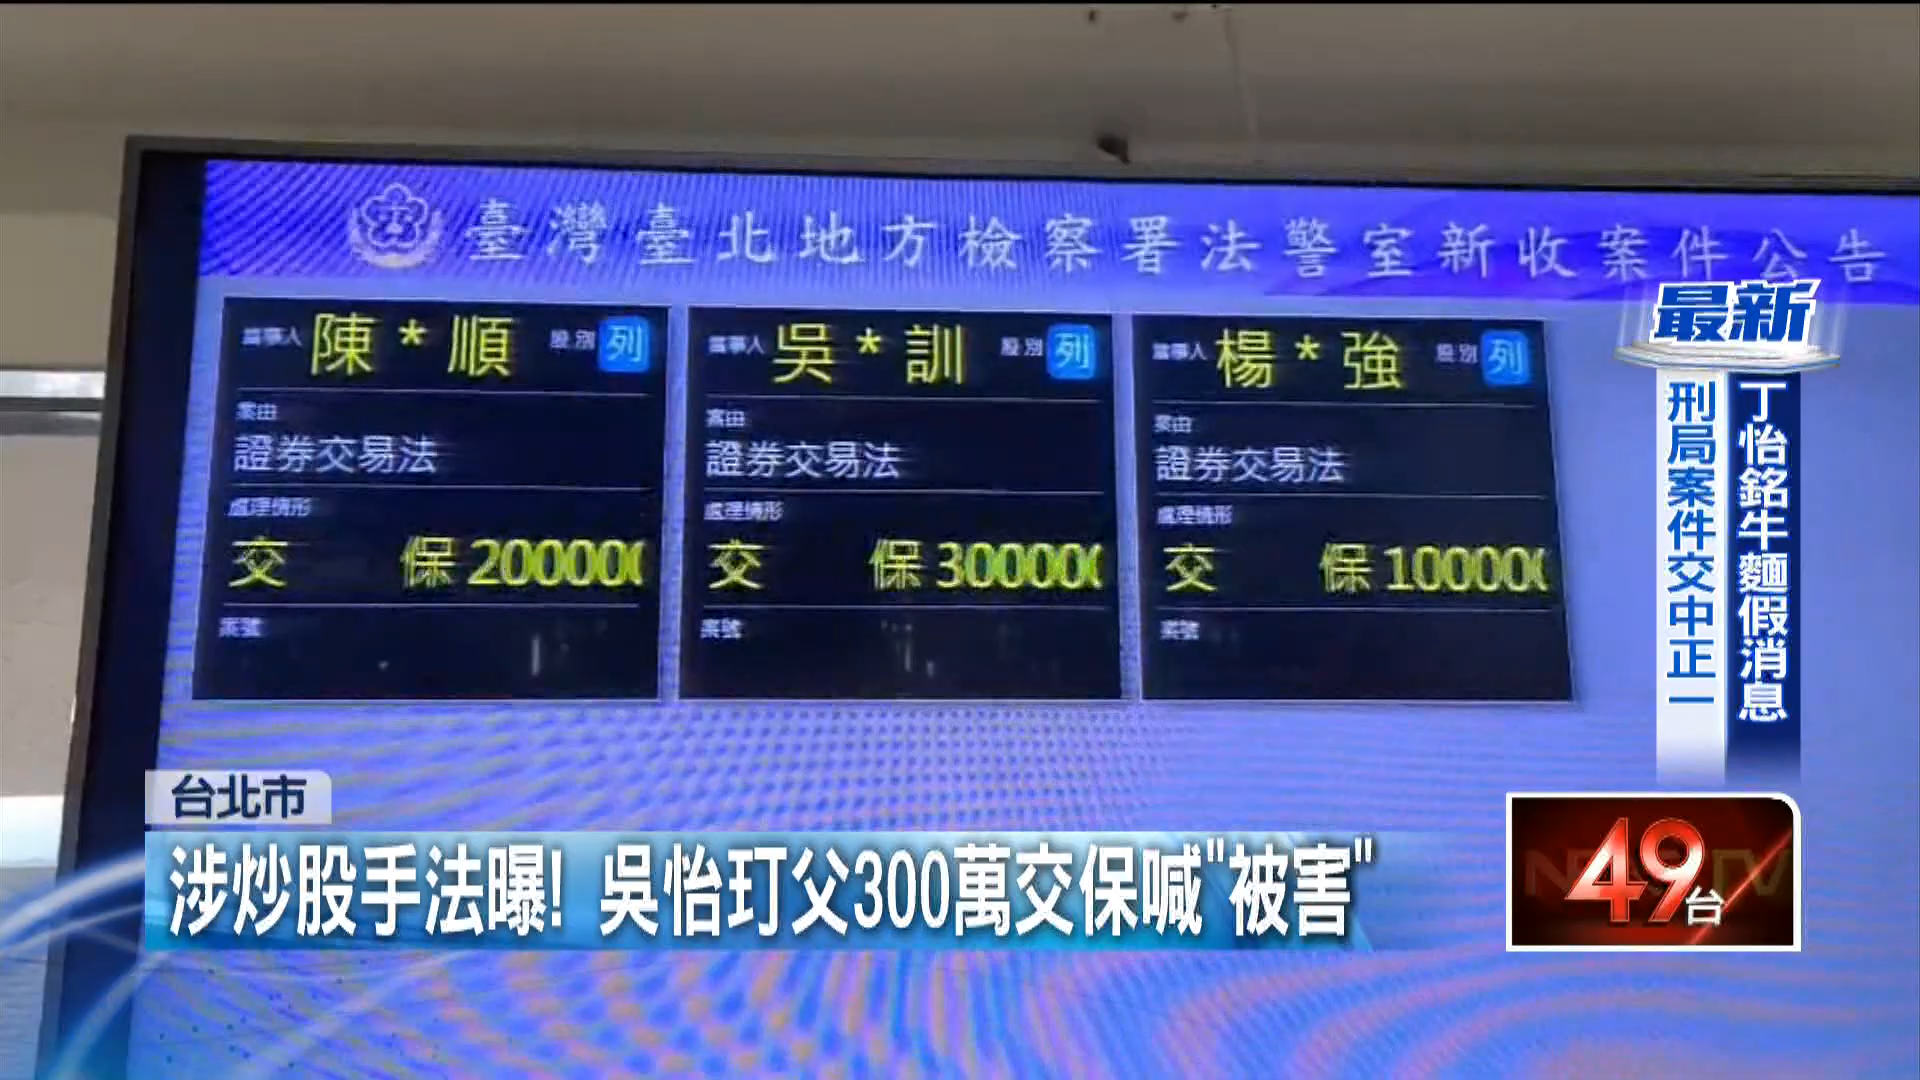 臺灣臺北地方檢察署法警室新收案件公告
當事人 陳*順 股別 列
案由
證券交易法
處理情形
交 保 2000000
案號
當事人 吳*訓 股別 列
案由
證券交易法
處理情形
交 保 3000000
案號
當事人 楊*強 股別 列
案由
證券交易法
處理情形
交 保 1000000
案號
最新
丁怡銘牛麵假消息
刑局案件交中正一
台北市
涉炒股手法曝! 吳怡玎父300萬交保喊"被害"
49台